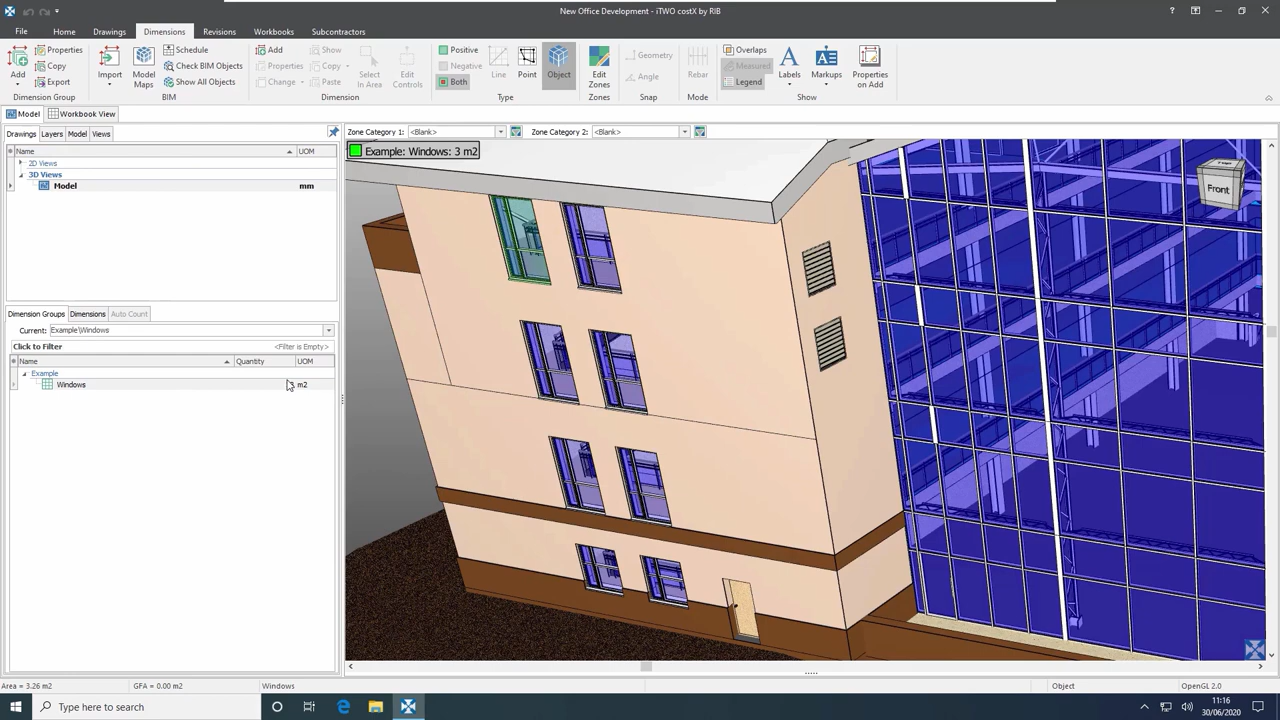 New Office Development - iTWO costX by RIB
File Home Drawings Dimensions Revisions Workbooks Subcontractors
Add Properties Copy Export
Dimension Group
Import Model Maps Schedule Check BIM Objects Show All Objects
BIM
Add Properties Change Show Copy Paste Select In Area Edit Controls
Dimension
Positive Negative Both Line Point Object
Type
Edit Zones
Zones
Geometry Angle
Snap
Rebar
Mode
Overlaps Measured Legend Labels Markups Properties on Add
Show
Model Workbook View
Drawings Layers Model Views
Zone Category 1: <Blank> Zone Category 2: <Blank>
Name UOM
2D Views
3D Views
Model mm
Example: Windows: 3 m2
Top
Front
Dimension Groups Dimensions Auto Count
Current: Example\Windows
Click to Filter <Filter is Empty>
Name Quantity UOM
Example
Windows m2
Area = 3.26 m2 GFA = 0.00 m2 Windows Object OpenGL 2.0
Type here to search
11:16
30/06/2020